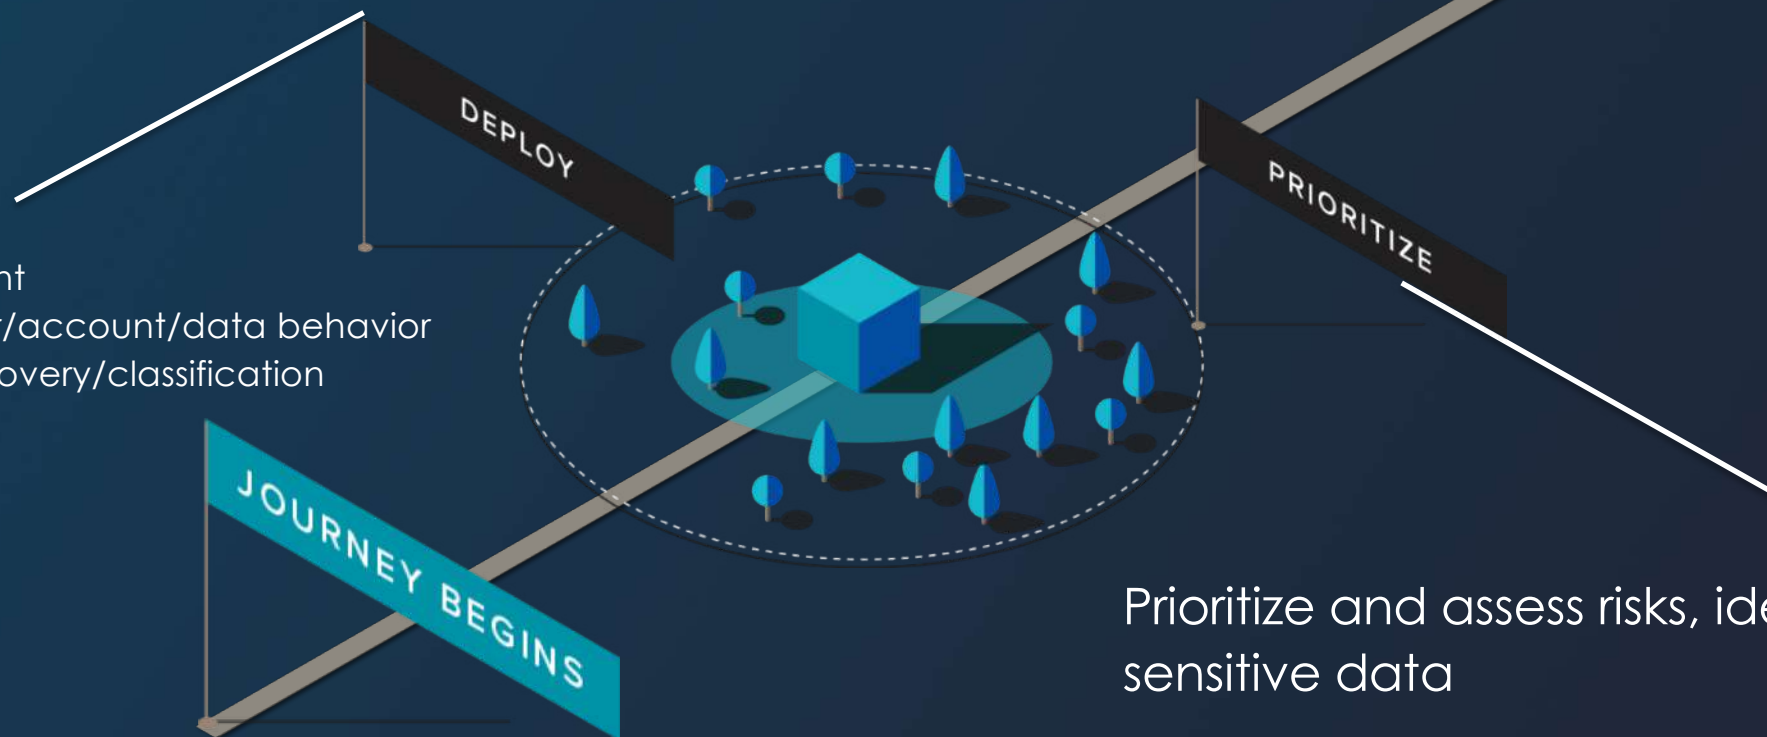 DEPLOY
PRIORITIZE
nt
r/account/data behavior
overy/classification
JOURNEY BEGINS
Prioritize and assess risks, ide
sensitive data